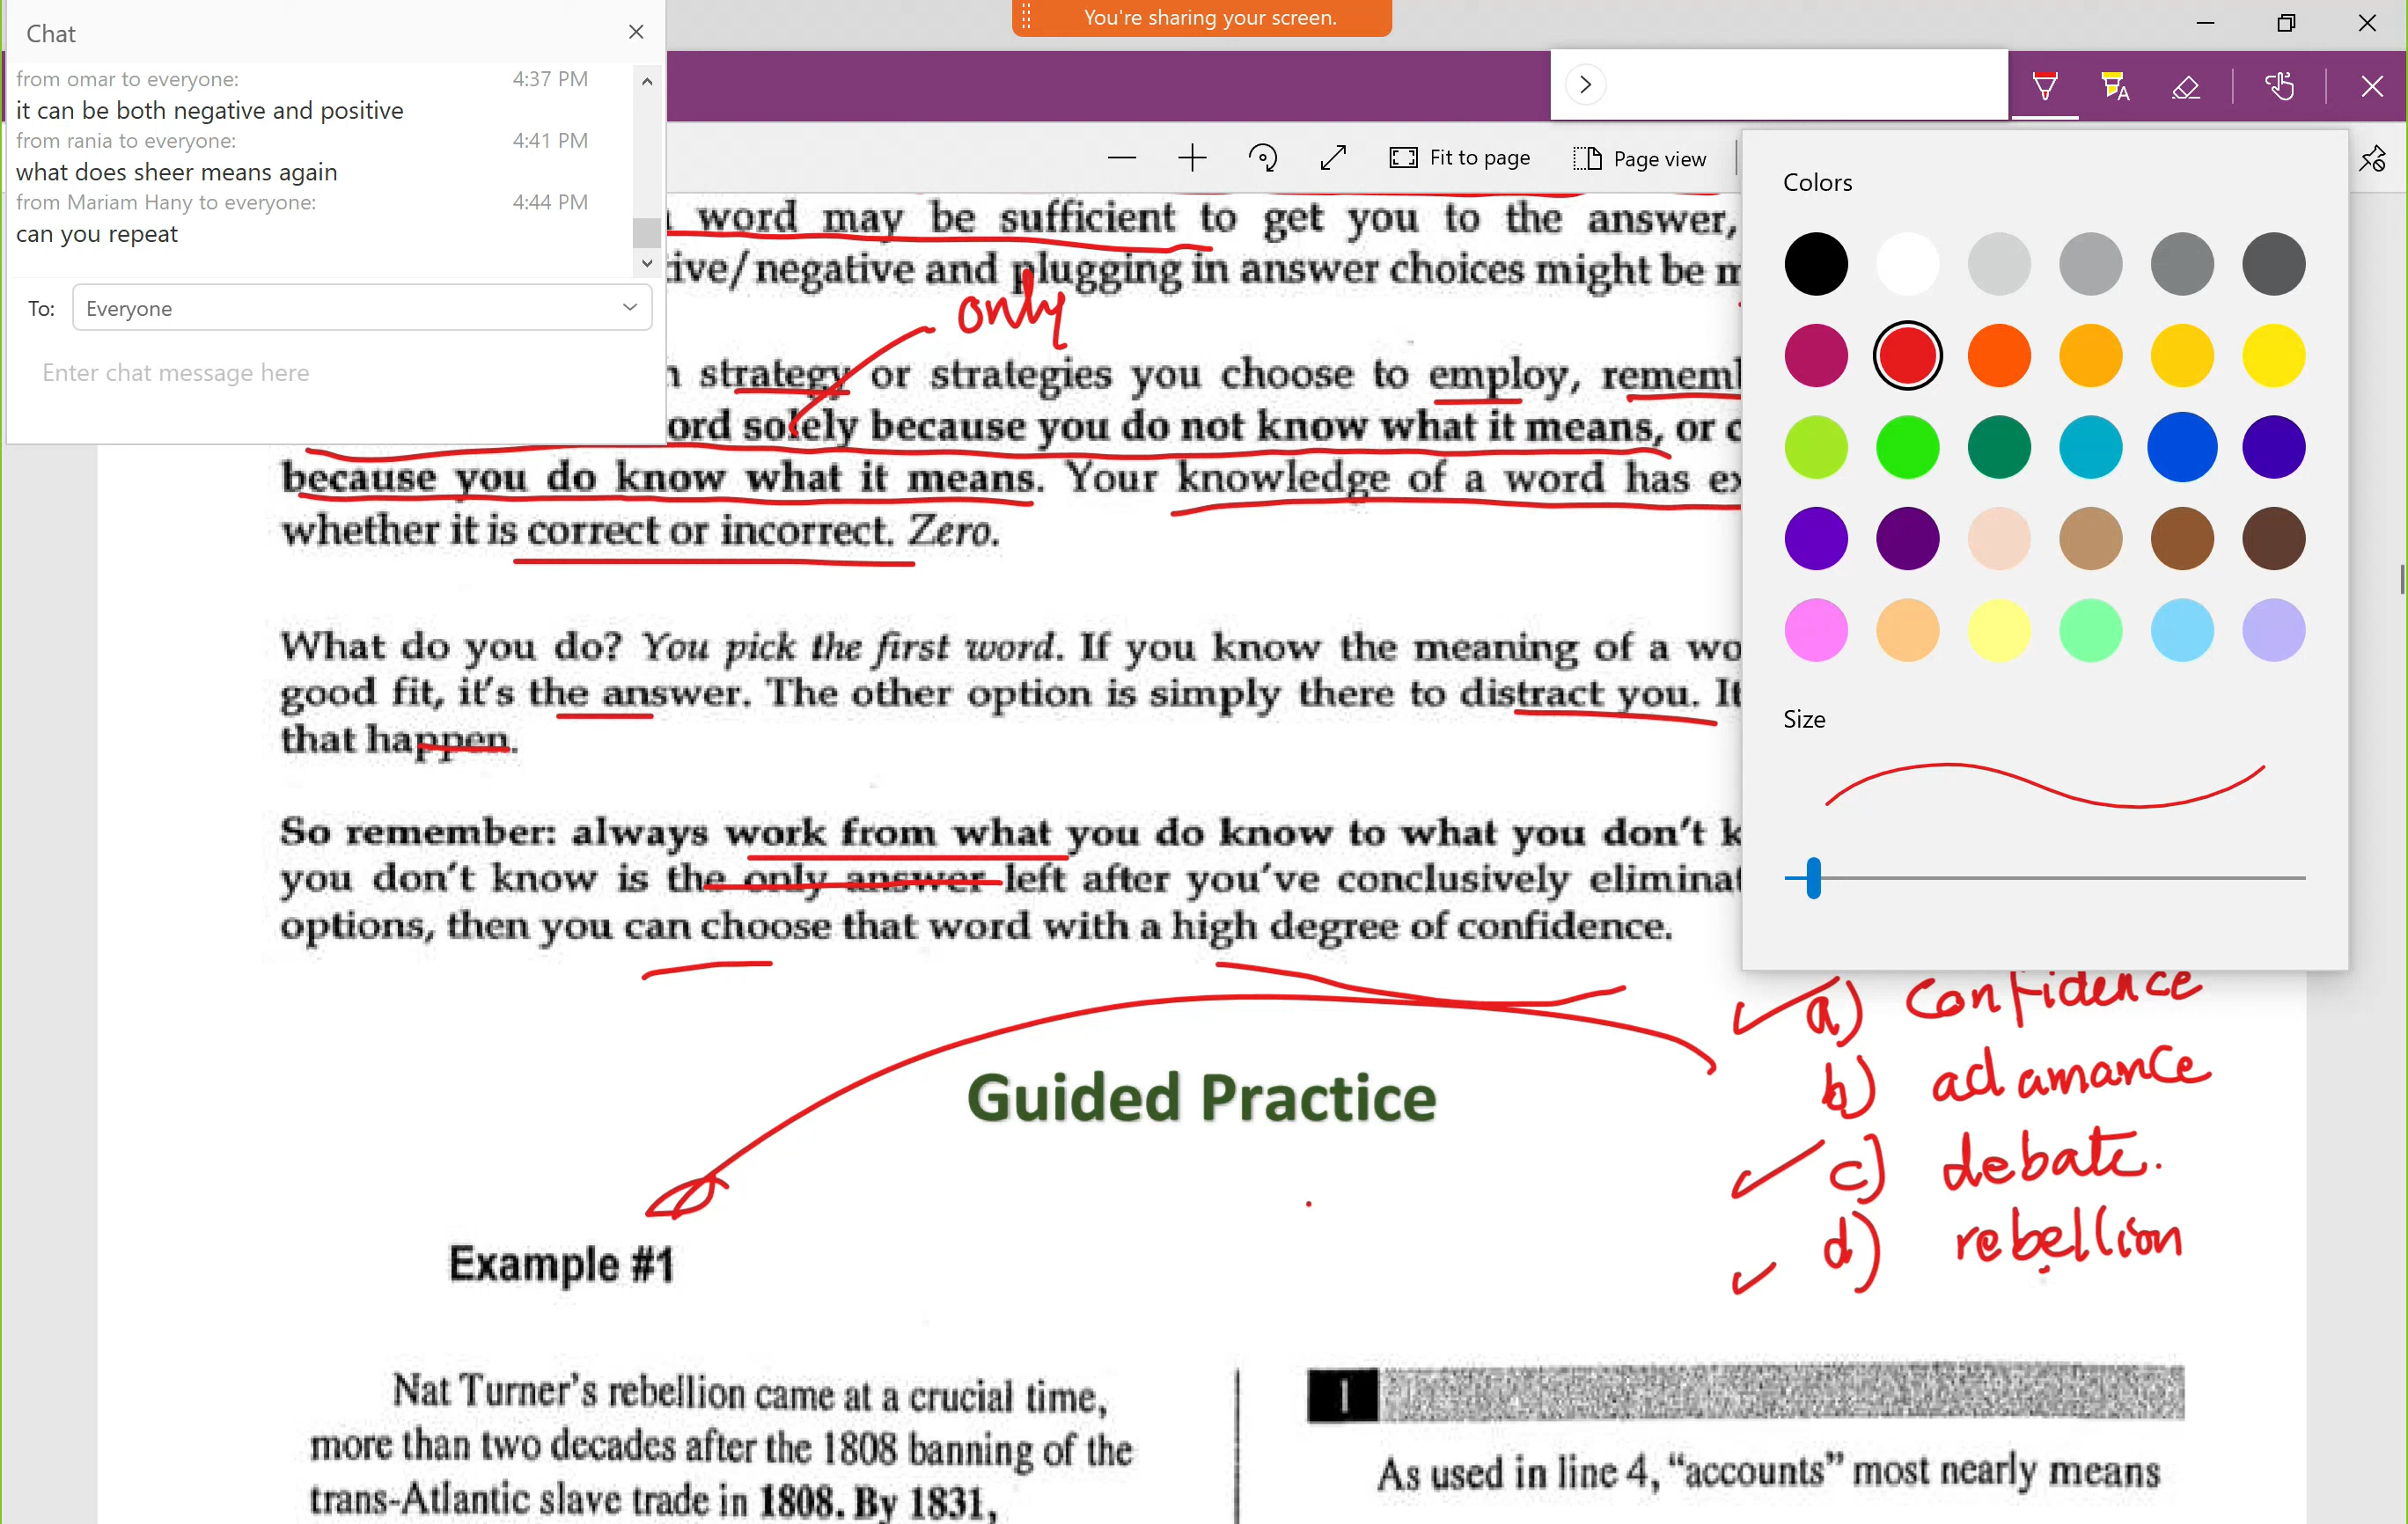 You're sharing your screen.
Chat
from omar to everyone: 4:37 PM
it can be both negative and positive
from rania to everyone: 4:41 PM
what does sheer means again
from Mariam Hany to everyone: 4:44 PM
can you repeat
To: Everyone
Enter chat message here
Fit to page
Page view
Colors
Size
word may be sufficient to get you to the answer,
ive/negative and plugging in answer choices might be
only
strategy or strategies you choose to employ,
ord solely because you do not know what it means, or
because you do know what it means. Your knowledge of a word has
whether it is correct or incorrect. Zero.
What do you do? You pick the first word. If you know the meaning of a
good fit, it's the answer. The other option is simply there to distract you.
that happen.
So remember: always work from what you do know to what you don't
you don't know is the only answer left after you've conclusively
options, then you can choose that word with a high degree of confidence.
a) confidence
b) adamance
c) debate.
d) rebellion
Guided Practice
Example #1
Nat Turner's rebellion came at a crucial time,
more than two decades after the 1808 banning of the
trans-Atlantic slave trade in 1808. By 1831,
1
As used in line 4, "accounts" most nearly means